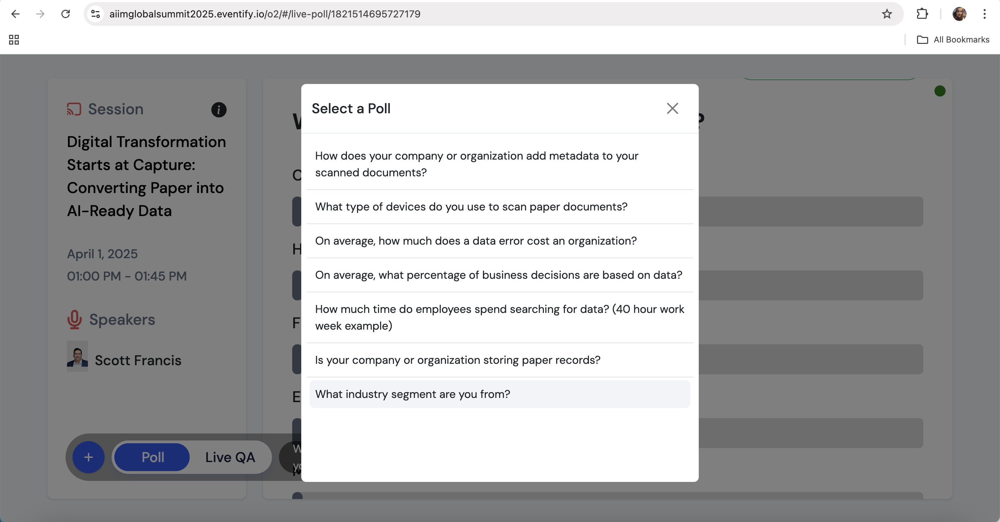 aiimglobalsummit2025.eventify.io/o2/#/live-poll/1821514695727179
All Bookmarks
Session
i
Digital Transformation
Starts at Capture:
Converting Paper into
AI-Ready Data
April 1, 2025
01:00 PM - 01:45 PM
Speakers
Scott Francis
+
Poll
Live QA
Select a Poll
How does your company or organization add metadata to your
scanned documents?
What type of devices do you use to scan paper documents?
On average, how much does a data error cost an organization?
On average, what percentage of business decisions are based on data?
How much time do employees spend searching for data? (40 hour work
week example)
Is your company or organization storing paper records?
What industry segment are you from?